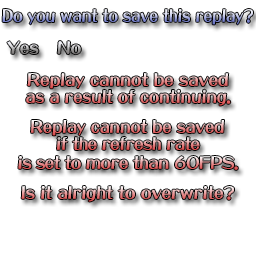 Do you want to save this replay?
Yes No
Replay cannot be saved
as a result of continuing.
Replay cannot be saved
if the refresh rate
is set to more than 60FPS.
Is it alright to overwrite?